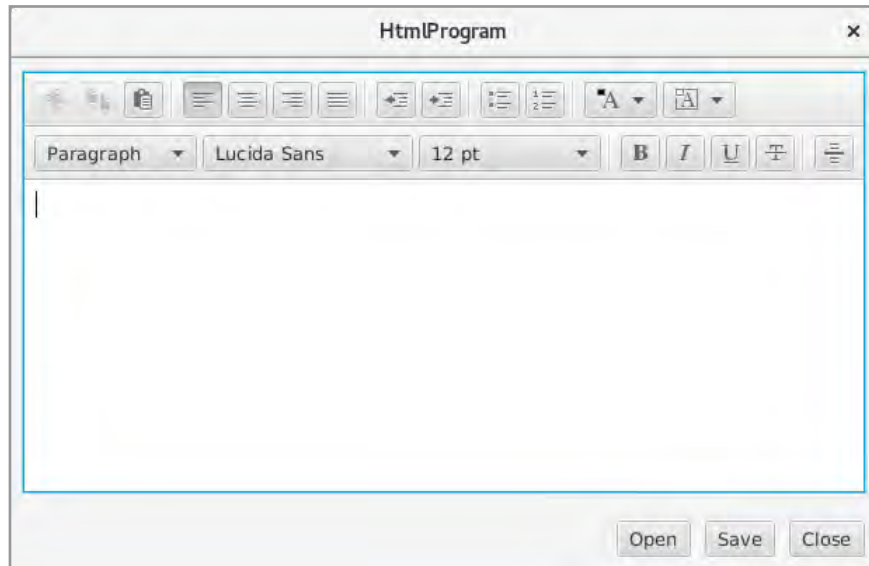 HtmlProgram ×
A A
Paragraph Lucida Sans 12 pt B I U T
Open Save Close